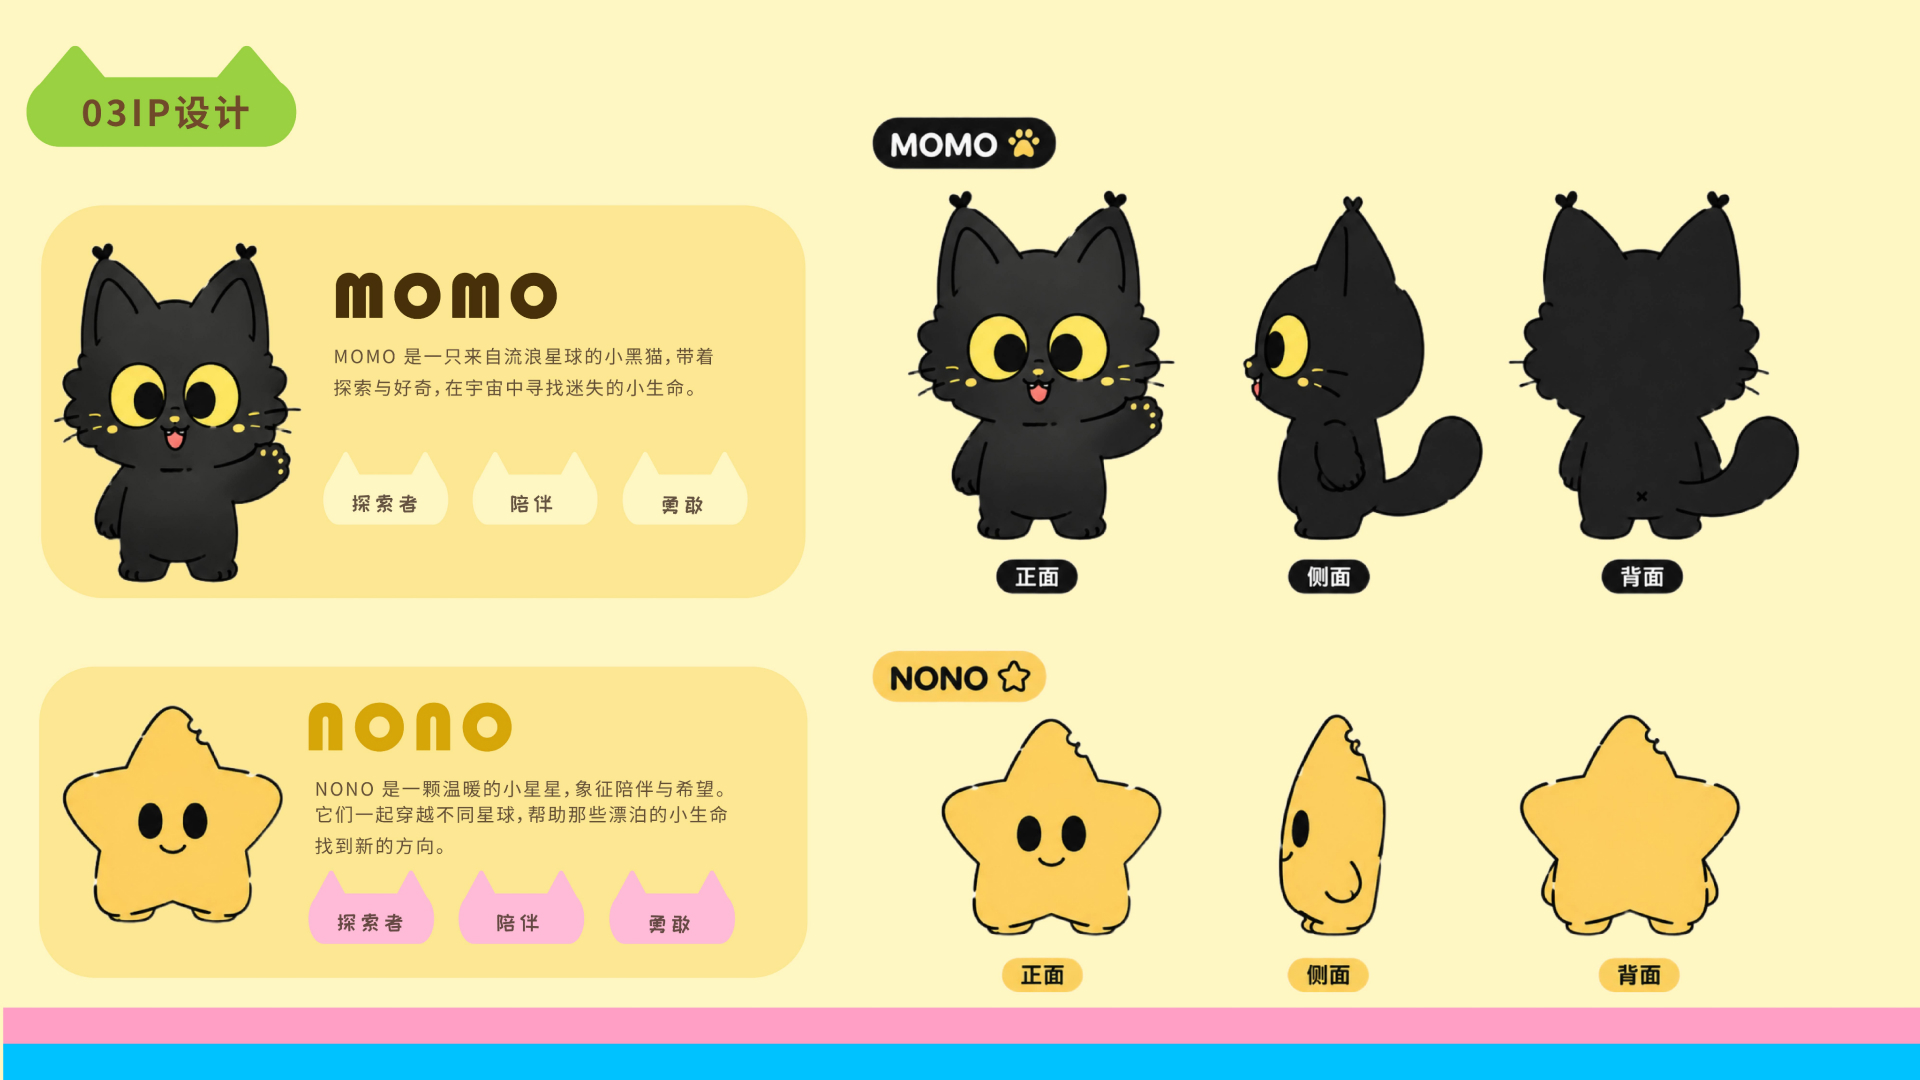 03IP设计
momo
MOMO 是一只来自流浪星球的小黑猫，带着
探索与好奇，在宇宙中寻找迷失的小生命。
探索者
陪伴
勇敢
nono
NONO 是一颗温暖的小星星，象征陪伴与希望。
它们一起穿越不同星球，帮助那些漂泊的小生命
找到新的方向。
探索者
陪伴
勇敢
MOMO
正面
侧面
背面
NONO
正面
侧面
背面